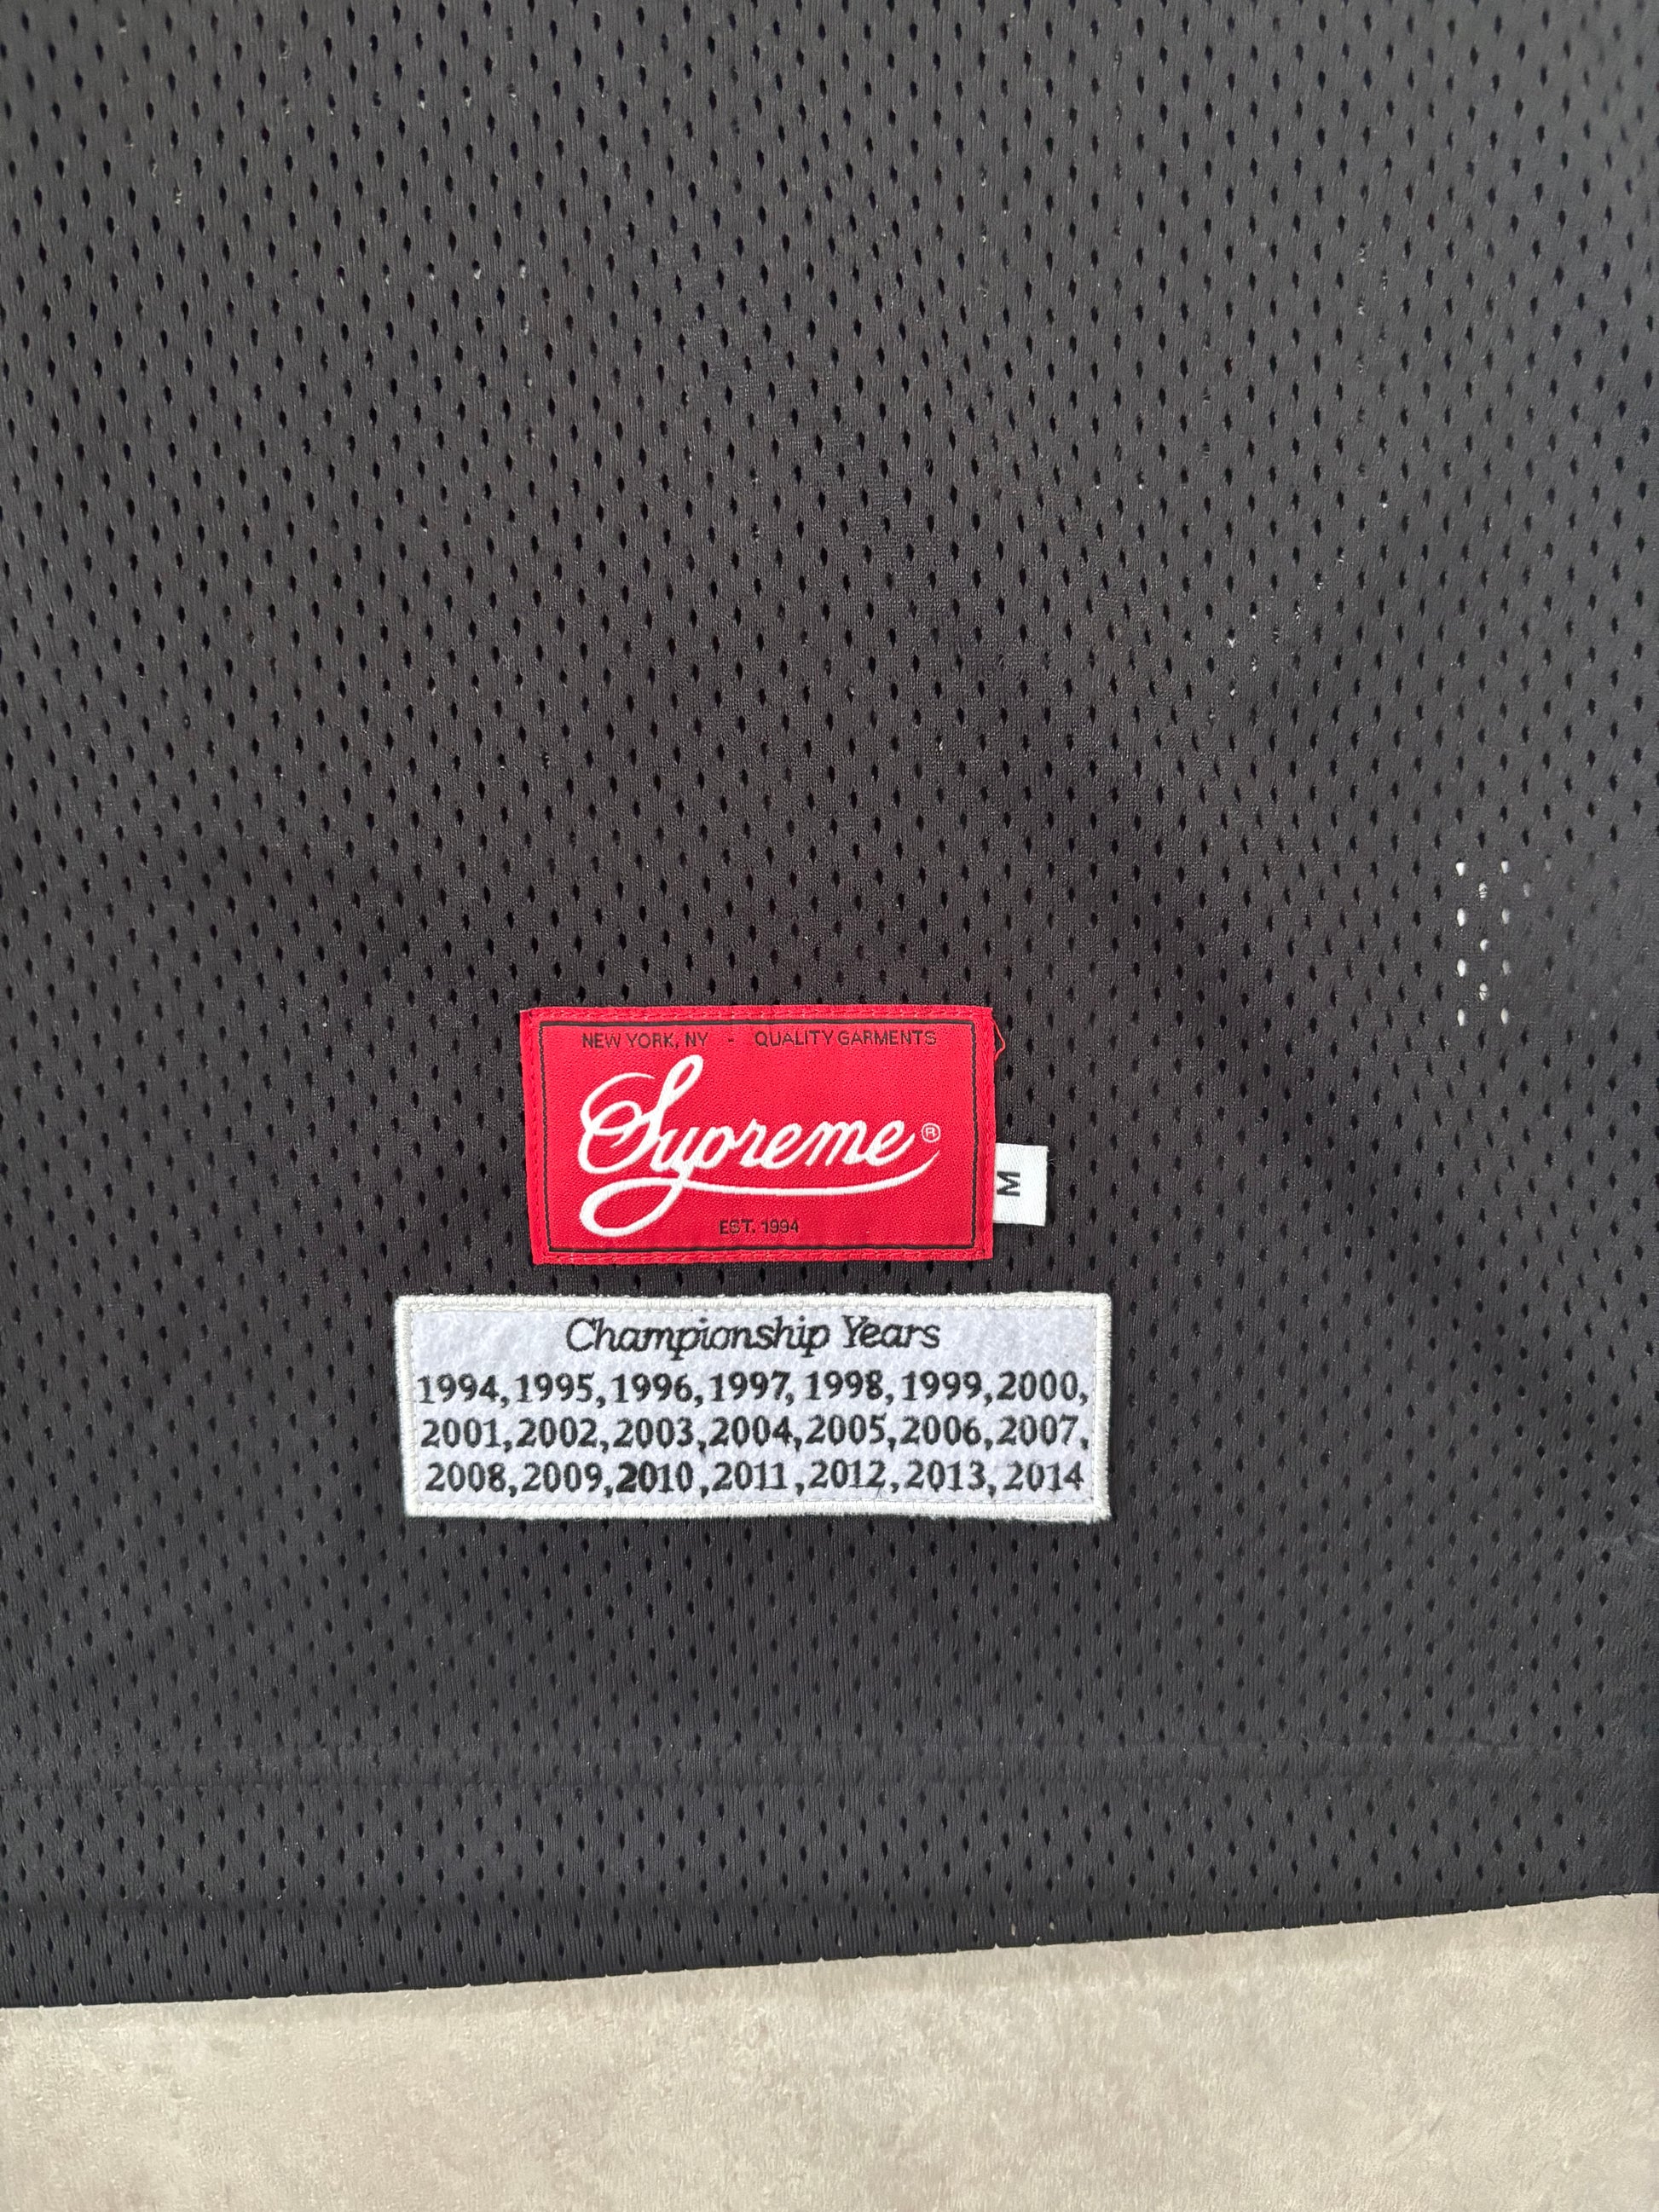 NEW YORK, NY - QUALITY GARMENTS
Supreme®
EST. 1994
M
Championship Years
1994,1995,1996,1997,1998,1999,2000,
2001,2002,2003,2004,2005,2006,2007,
2008,2009,2010,2011,2012,2013,2014